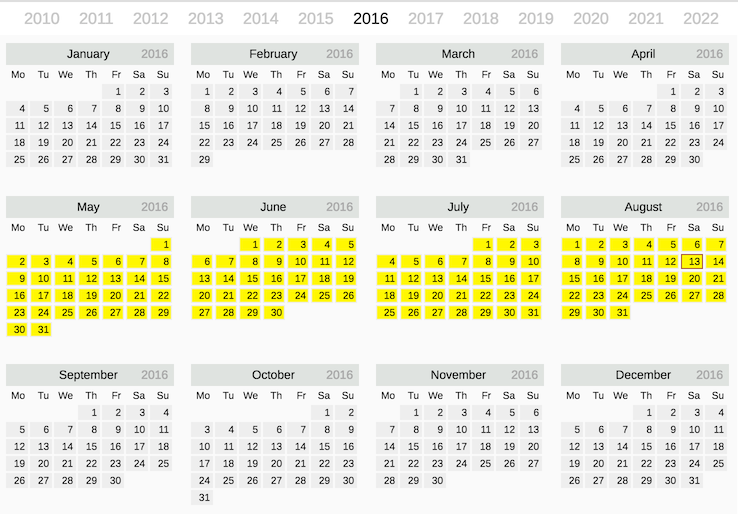 2010 2011 2012 2013 2014 2015 2016 2017 2018 2019 2020 2021 2022
January 2016 February 2016 March 2016 April 2016
Mo Tu We Th Fr Sa Su Mo Tu We Th Fr Sa Su Mo Tu We Th Fr Sa Su Mo Tu We Th Fr Sa Su
1 2 3 1 2 3 4 5 6 7 1 2 3 4 5 6 1 2 3
4 5 6 7 8 9 10 8 9 10 11 12 13 14 7 8 9 10 11 12 13 4 5 6 7 8 9 10
11 12 13 14 15 16 17 15 16 17 18 19 20 21 14 15 16 17 18 19 20 11 12 13 14 15 16 17
18 19 20 21 22 23 24 22 23 24 25 26 27 28 21 22 23 24 25 26 27 18 19 20 21 22 23 24
25 26 27 28 29 30 31 29 28 29 30 31 25 26 27 28 29 30
May 2016 June 2016 July 2016 August 2016
Mo Tu We Th Fr Sa Su Mo Tu We Th Fr Sa Su Mo Tu We Th Fr Sa Su Mo Tu We Th Fr Sa Su
1 1 2 3 4 5 1 2 3 1 2 3 4 5 6 7
2 3 4 5 6 7 8 6 7 8 9 10 11 12 4 5 6 7 8 9 10 8 9 10 11 12 13 14
9 10 11 12 13 14 15 13 14 15 16 17 18 19 11 12 13 14 15 16 17 15 16 17 18 19 20 21
16 17 18 19 20 21 22 20 21 22 23 24 25 26 18 19 20 21 22 23 24 22 23 24 25 26 27 28
23 24 25 26 27 28 29 27 28 29 30 25 26 27 28 29 30 31 29 30 31
30 31
September 2016 October 2016 November 2016 December 2016
Mo Tu We Th Fr Sa Su Mo Tu We Th Fr Sa Su Mo Tu We Th Fr Sa Su Mo Tu We Th Fr Sa Su
1 2 3 4 1 2 1 2 3 4 5 6 1 2 3 4
5 6 7 8 9 10 11 3 4 5 6 7 8 9 7 8 9 10 11 12 13 5 6 7 8 9 10 11
12 13 14 15 16 17 18 10 11 12 13 14 15 16 14 15 16 17 18 19 20 12 13 14 15 16 17 18
19 20 21 22 23 24 25 17 18 19 20 21 22 23 21 22 23 24 25 26 27 19 20 21 22 23 24 25
26 27 28 29 30 24 25 26 27 28 29 30 28 29 30 26 27 28 29 30 31
31